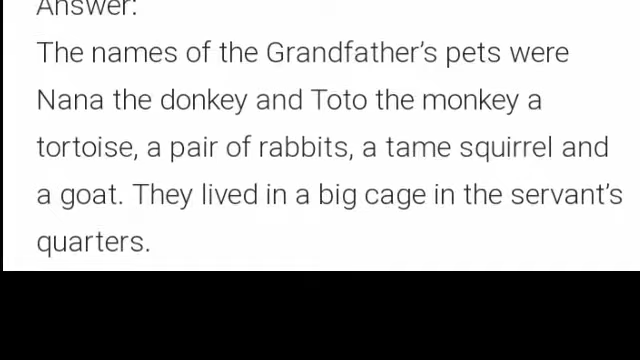 Answer:
The names of the Grandfather’s pets were
Nana the donkey and Toto the monkey a
tortoise, a pair of rabbits, a tame squirrel and
a goat. They lived in a big cage in the servant’s
quarters.